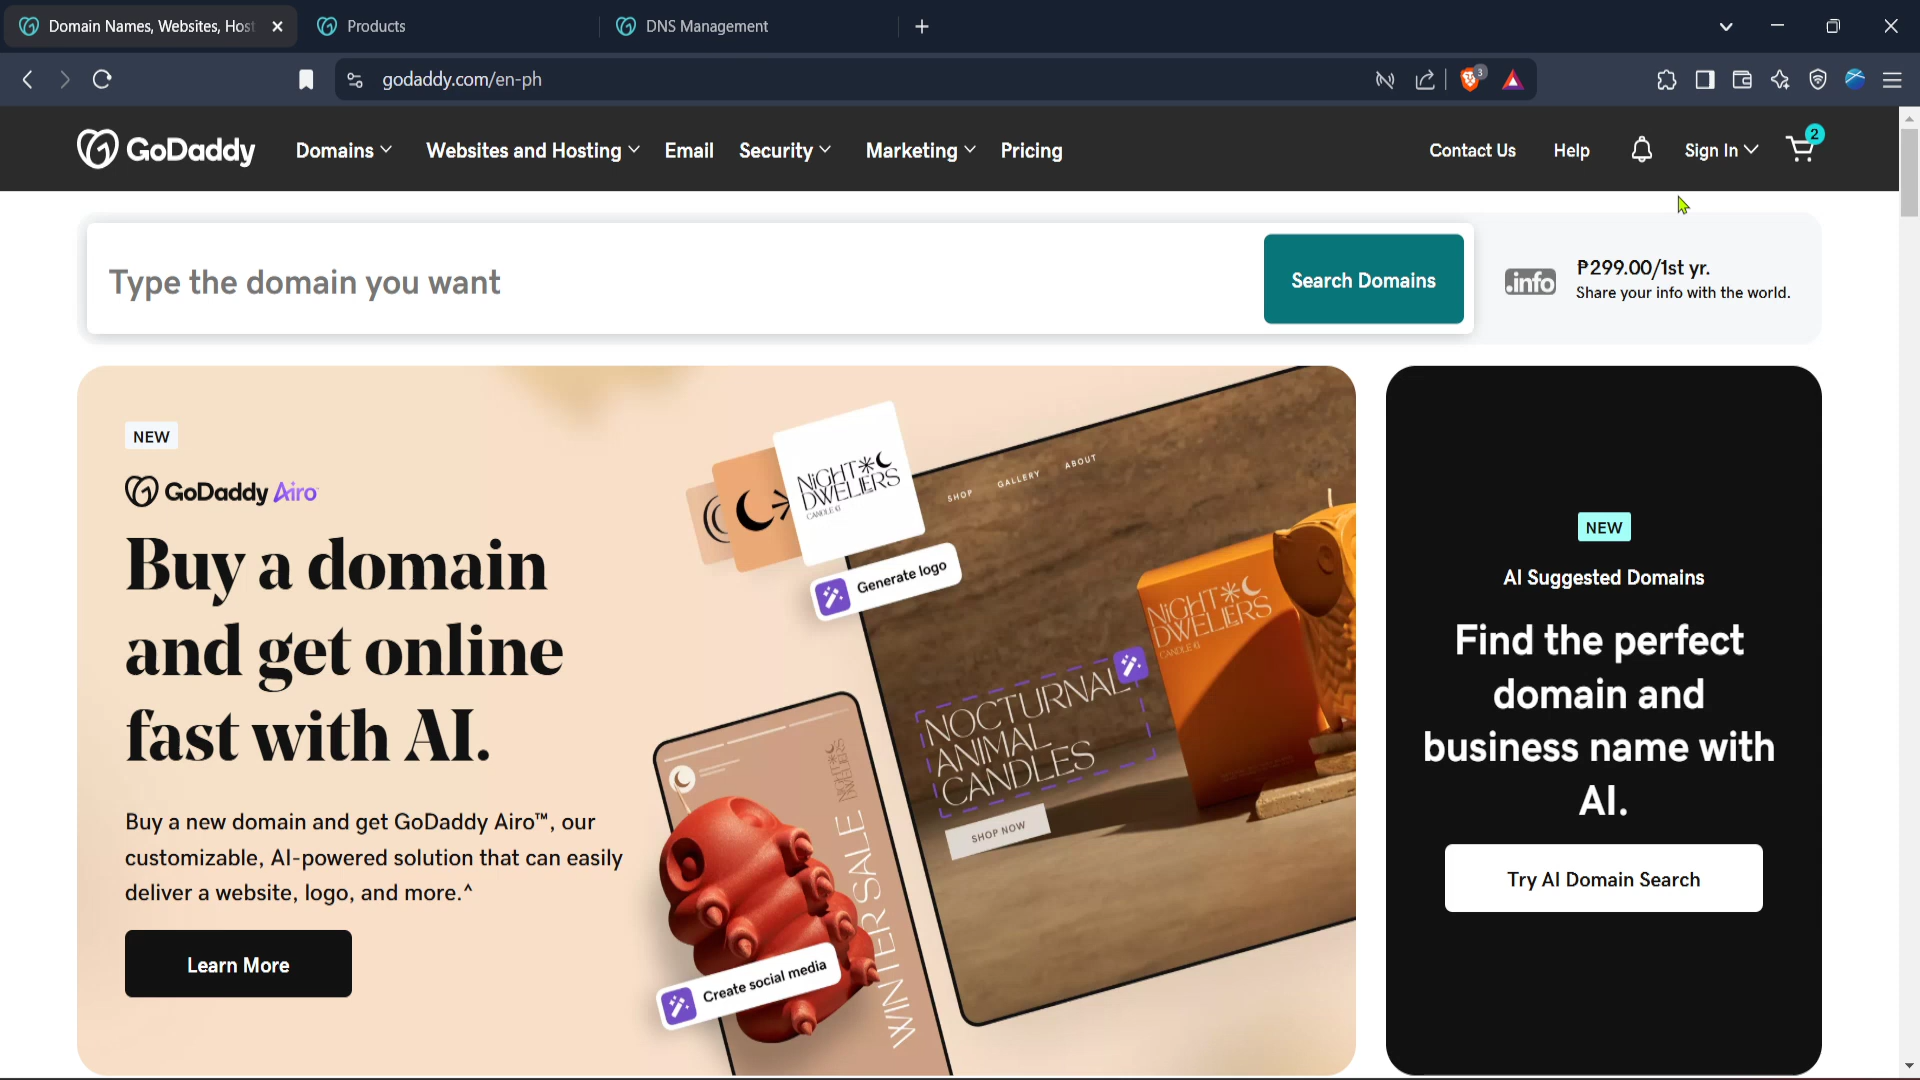 Domain Names, Websites, Hos
Products
DNS Management
godaddy.com/en-ph
3
GoDaddy
Domains
Websites and Hosting
Email
Security
Marketing
Pricing
Contact Us
Help
Sign In
2
Type the domain you want
Search Domains
.info
₱299.00/1st yr.
Share your info with the world.
NEW
GoDaddy Airo
Buy a domain
and get online
fast with AI.
Buy a new domain and get GoDaddy Airo™, our
customizable, AI-powered solution that can easily
deliver a website, logo, and more.^
Learn More
NIGHT
DWELLERS
Generate logo
SHOP
GALLERY
ABOUT
NIGHT
DWELLERS
NOCTURNAL
ANIMAL
CANDLES
SHOP NOW
WINTER SALE
Create social media
NEW
AI Suggested Domains
Find the perfect
domain and
business name with
AI.
Try AI Domain Search